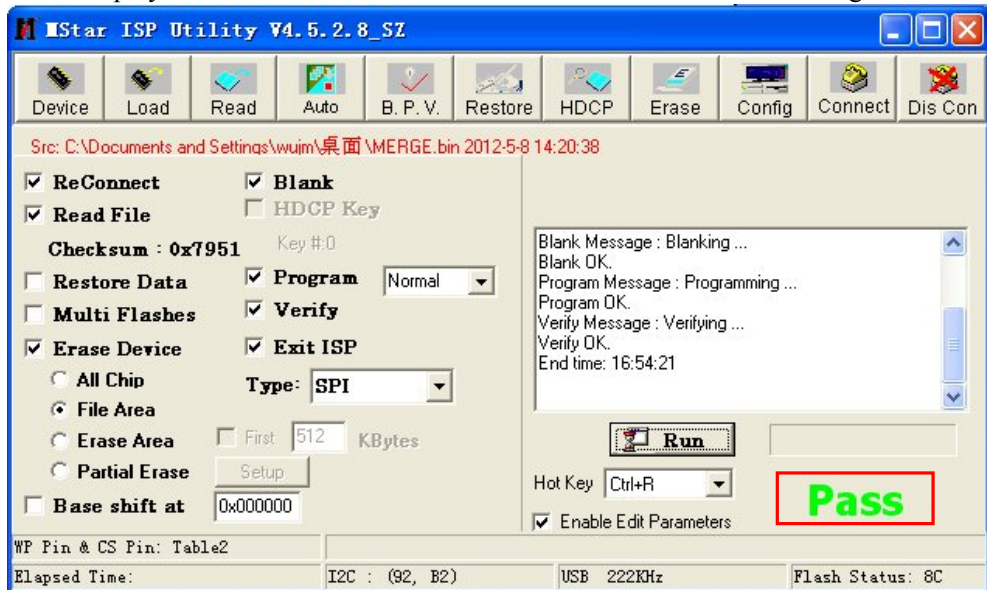 MStar ISP Utility V4.5.2.8_SZ
Device Load Read Auto B.P.V. Restore HDCP Erase Config Connect Dis Con
Src: C:\Documents and Settings\wujm\桌面\MERGE.bin 2012-5-8 14:20:38
ReConnect
Blank
Read File
HDCP Key
Checksum : 0x7951
Key #:0
Restore Data
Program Normal
Multi Flashes
Verify
Erase Device
Exit ISP
All Chip
Type: SPI
File Area
Erase Area
First 512 KBytes
Partial Erase
Setup
Base shift at 0x000000
Blank Message : Blanking ...
Blank OK.
Program Message : Programming ...
Program OK.
Verify Message : Verifying ...
Verify OK.
End time: 16:54:21
Run
Hot Key Ctrl+R
Pass
Enable Edit Parameters
WP Pin & CS Pin: Table2
Elapsed Time: I2C : (92, B2) USB 222KHz Flash Status: 8C